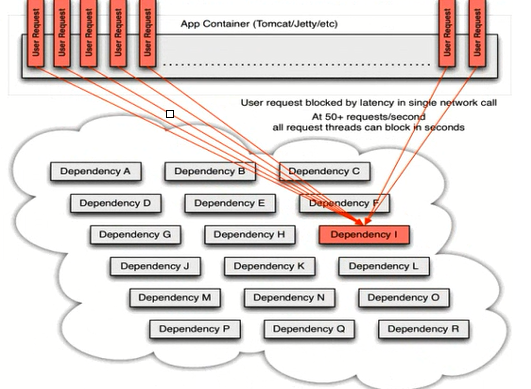 App Container (Tomcat/Jetty/etc)
User Request
User Request
User Request
User Request
User Request
User Request
User Request
User request blocked by latency in single network call
At 50+ requests/second
all request threads can block in seconds
Dependency A
Dependency B
Dependency C
Dependency D
Dependency E
Dependency F
Dependency G
Dependency H
Dependency I
Dependency J
Dependency K
Dependency L
Dependency M
Dependency N
Dependency O
Dependency P
Dependency Q
Dependency R